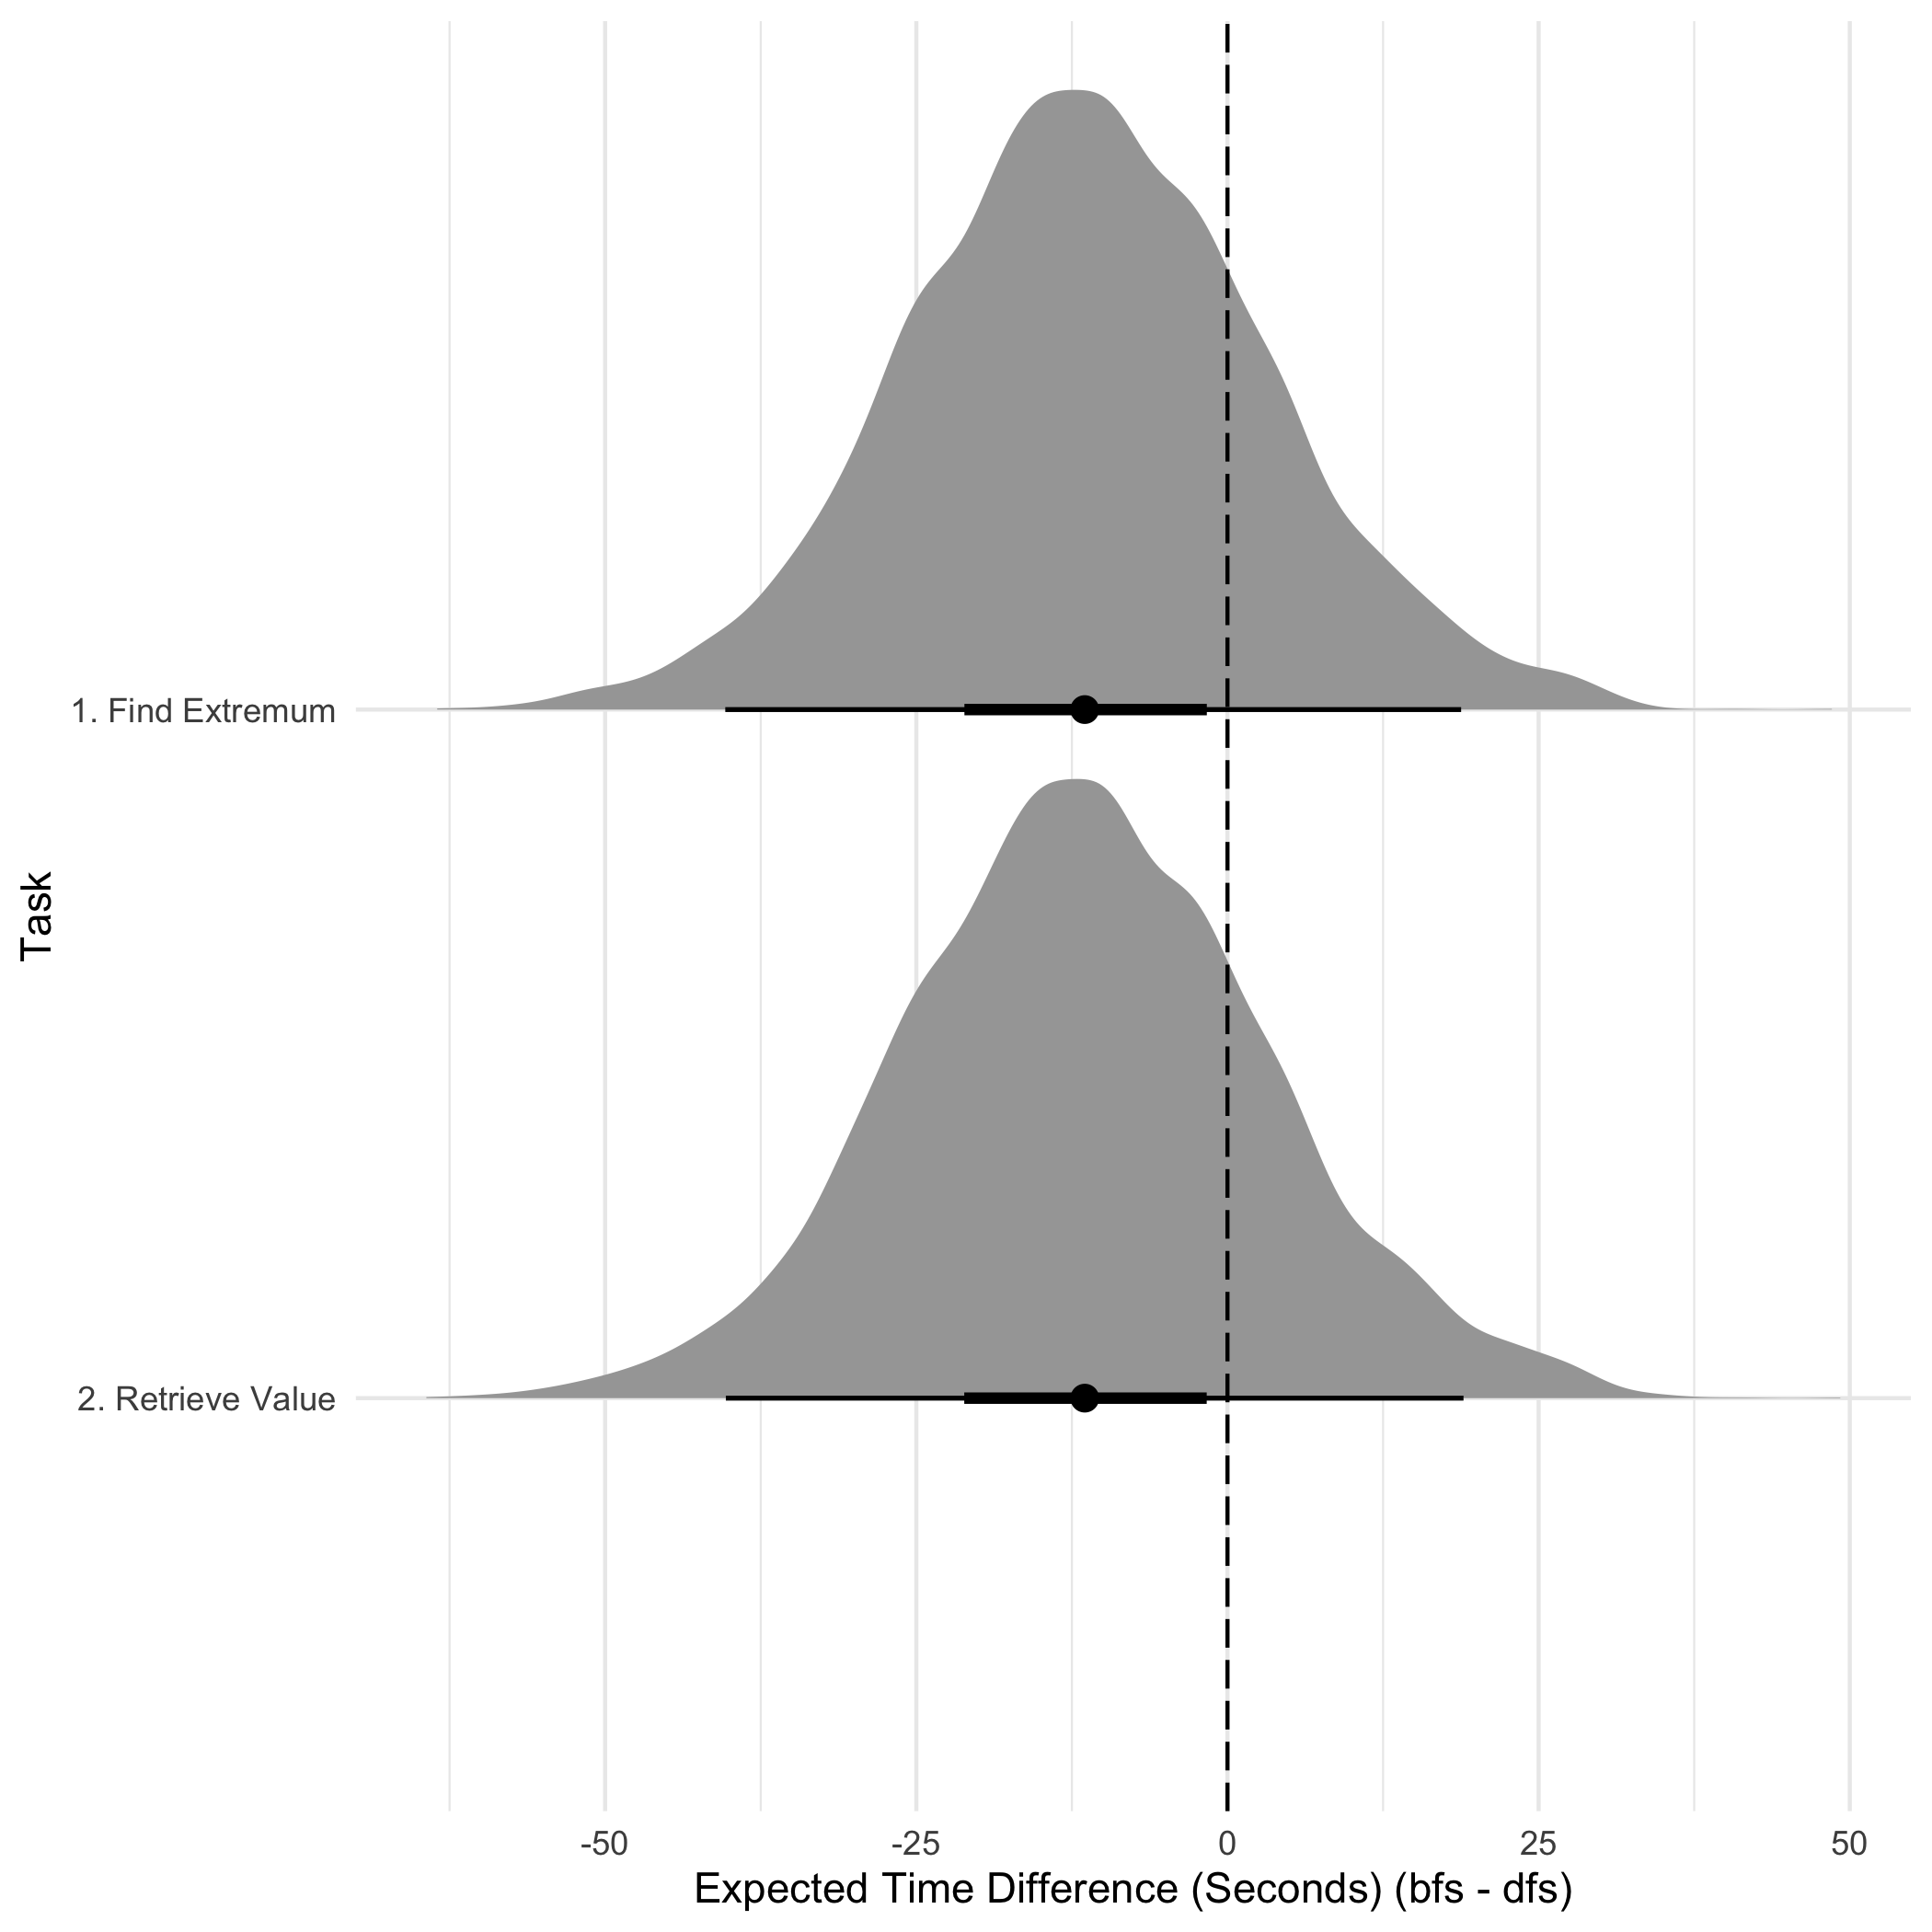 1. Find Extremum
Task
2. Retrieve Value
-50 -25 0 25 50
Expected Time Difference (Seconds) (bfs - dfs)